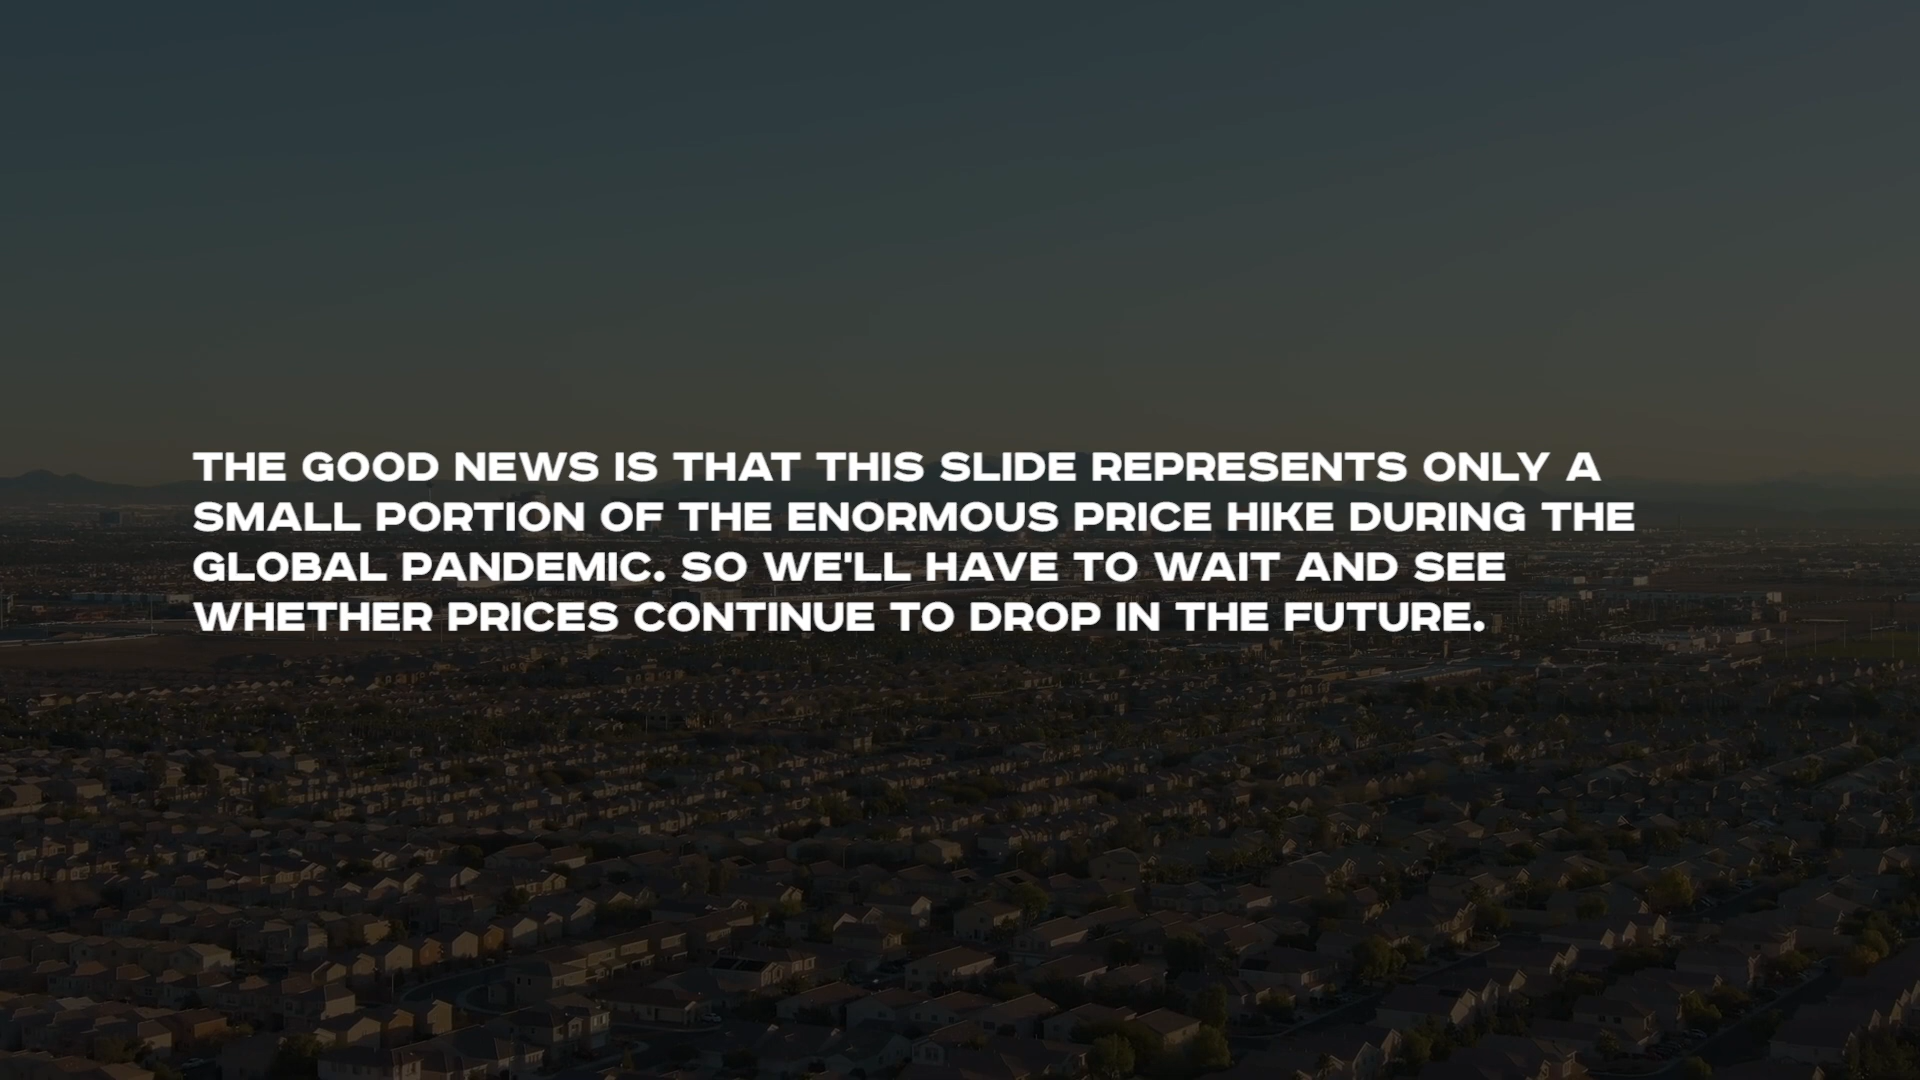 THE GOOD NEWS IS THAT THIS SLIDE REPRESENTS ONLY A
SMALL PORTION OF THE ENORMOUS PRICE HIKE DURING THE
GLOBAL PANDEMIC. SO WE'LL HAVE TO WAIT AND SEE
WHETHER PRICES CONTINUE TO DROP IN THE FUTURE.